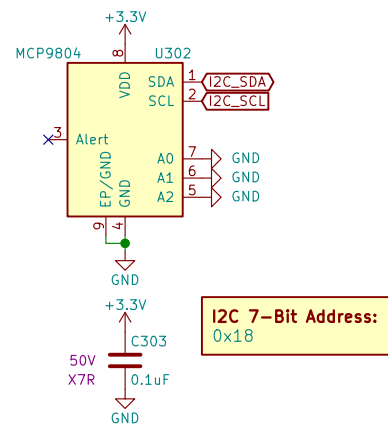 +3.3V
MCP9804
U302
8
VDD
SDA
1
I2C_SDA
SCL
2
I2C_SCL
3
Alert
A0
7
GND
A1
6
GND
A2
5
GND
EP/GND
GND
9
4
GND
+3.3V
C303
50V
X7R
0.1uF
GND
I2C 7-Bit Address:
0x18